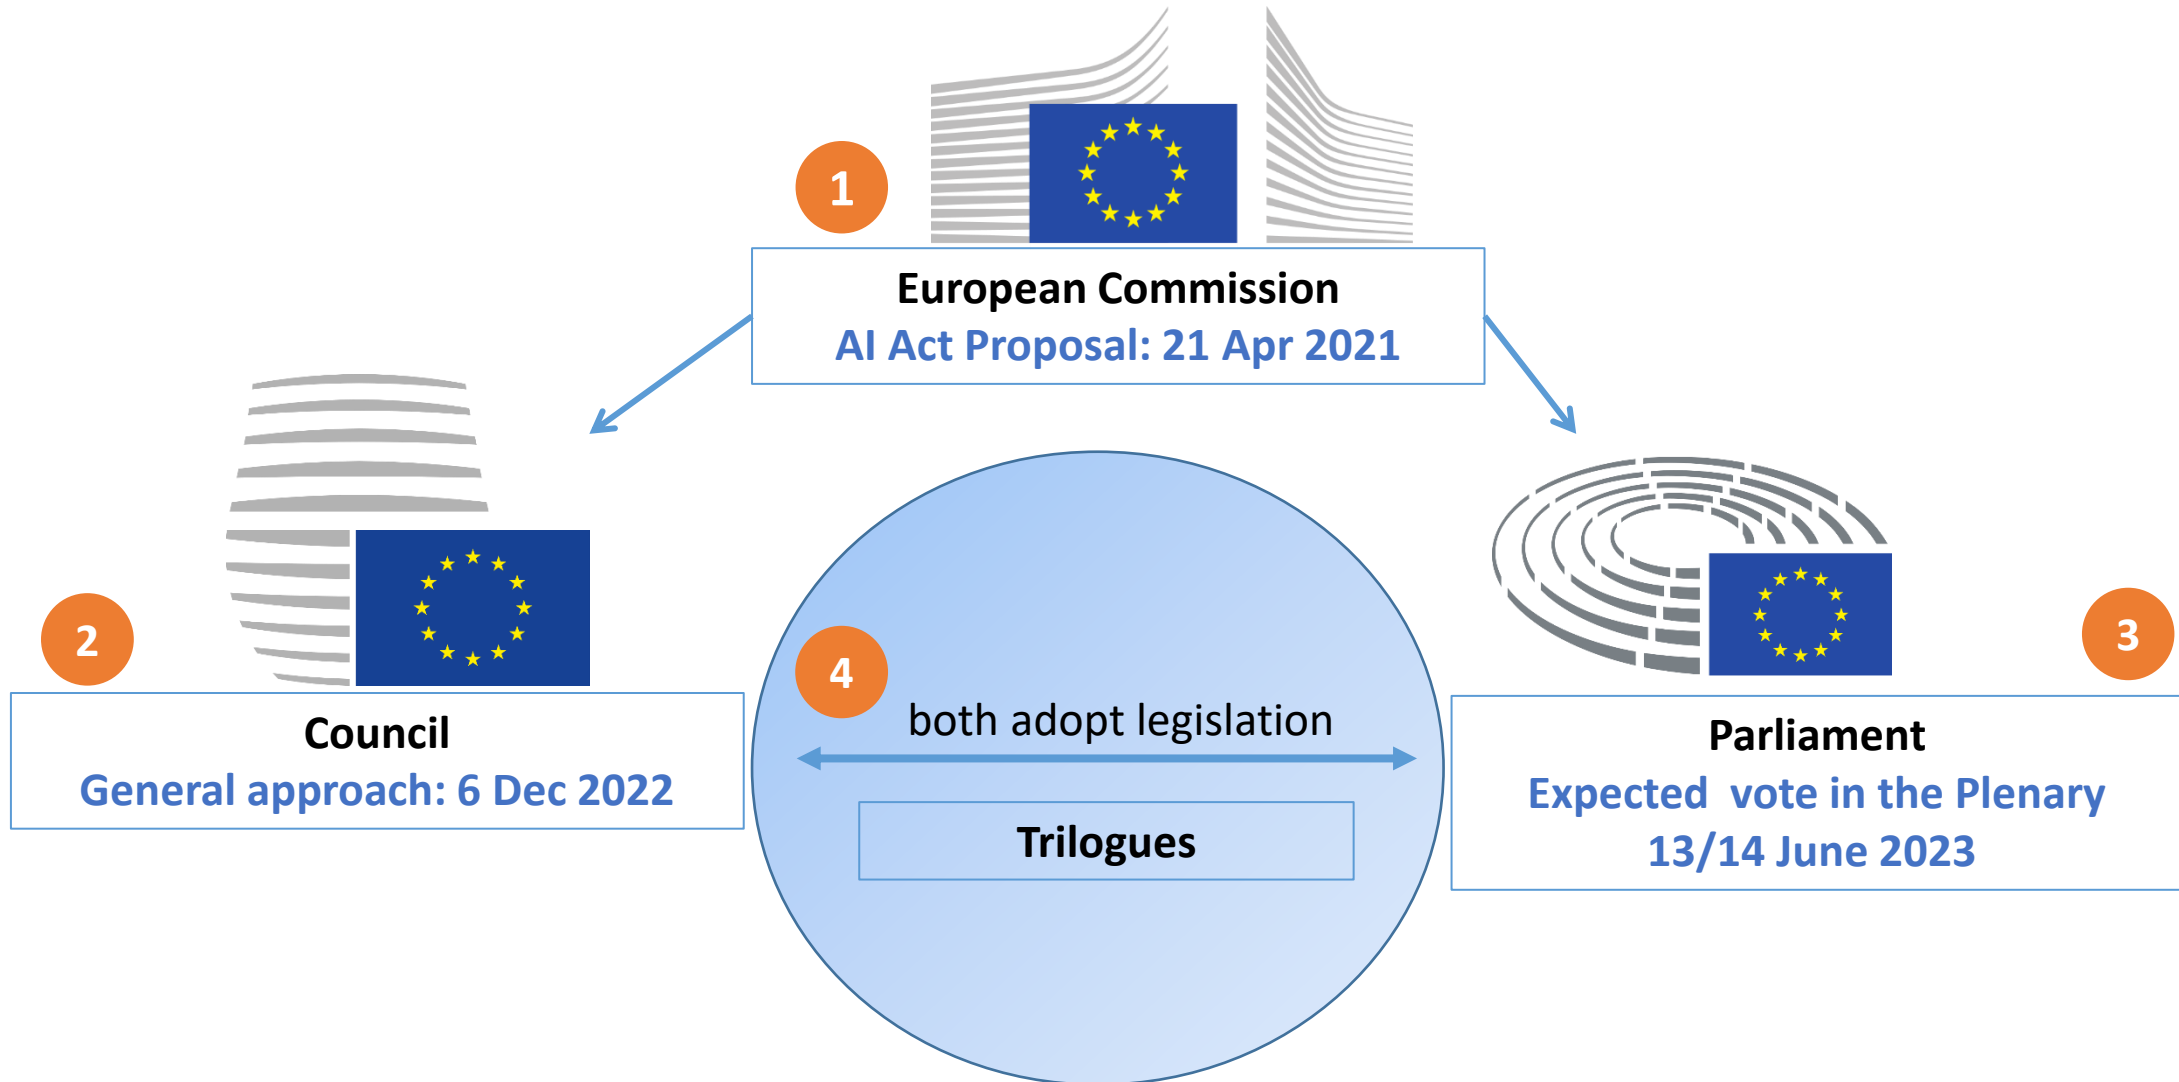 1
European Commission
AI Act Proposal: 21 Apr 2021
2
Council
General approach: 6 Dec 2022
4
both adopt legislation
Trilogues
3
Parliament
Expected  vote in the Plenary
13/14 June 2023